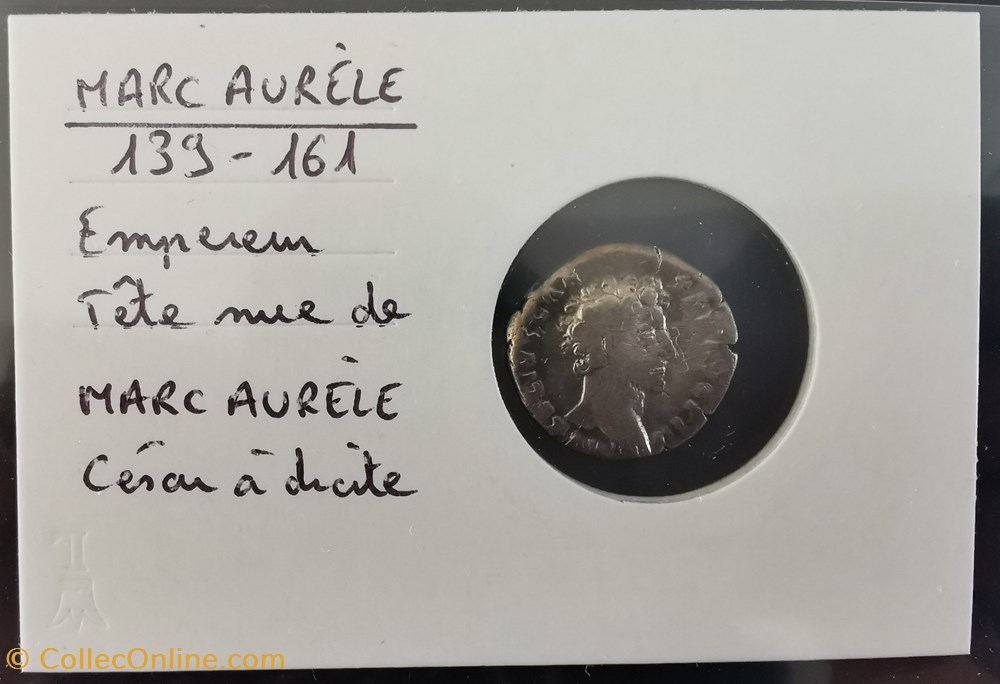 MARC AURÈLE
139 - 161
Empereur
Tête nue de
MARC AURÈLE
César à droite
© CollecOnline.com